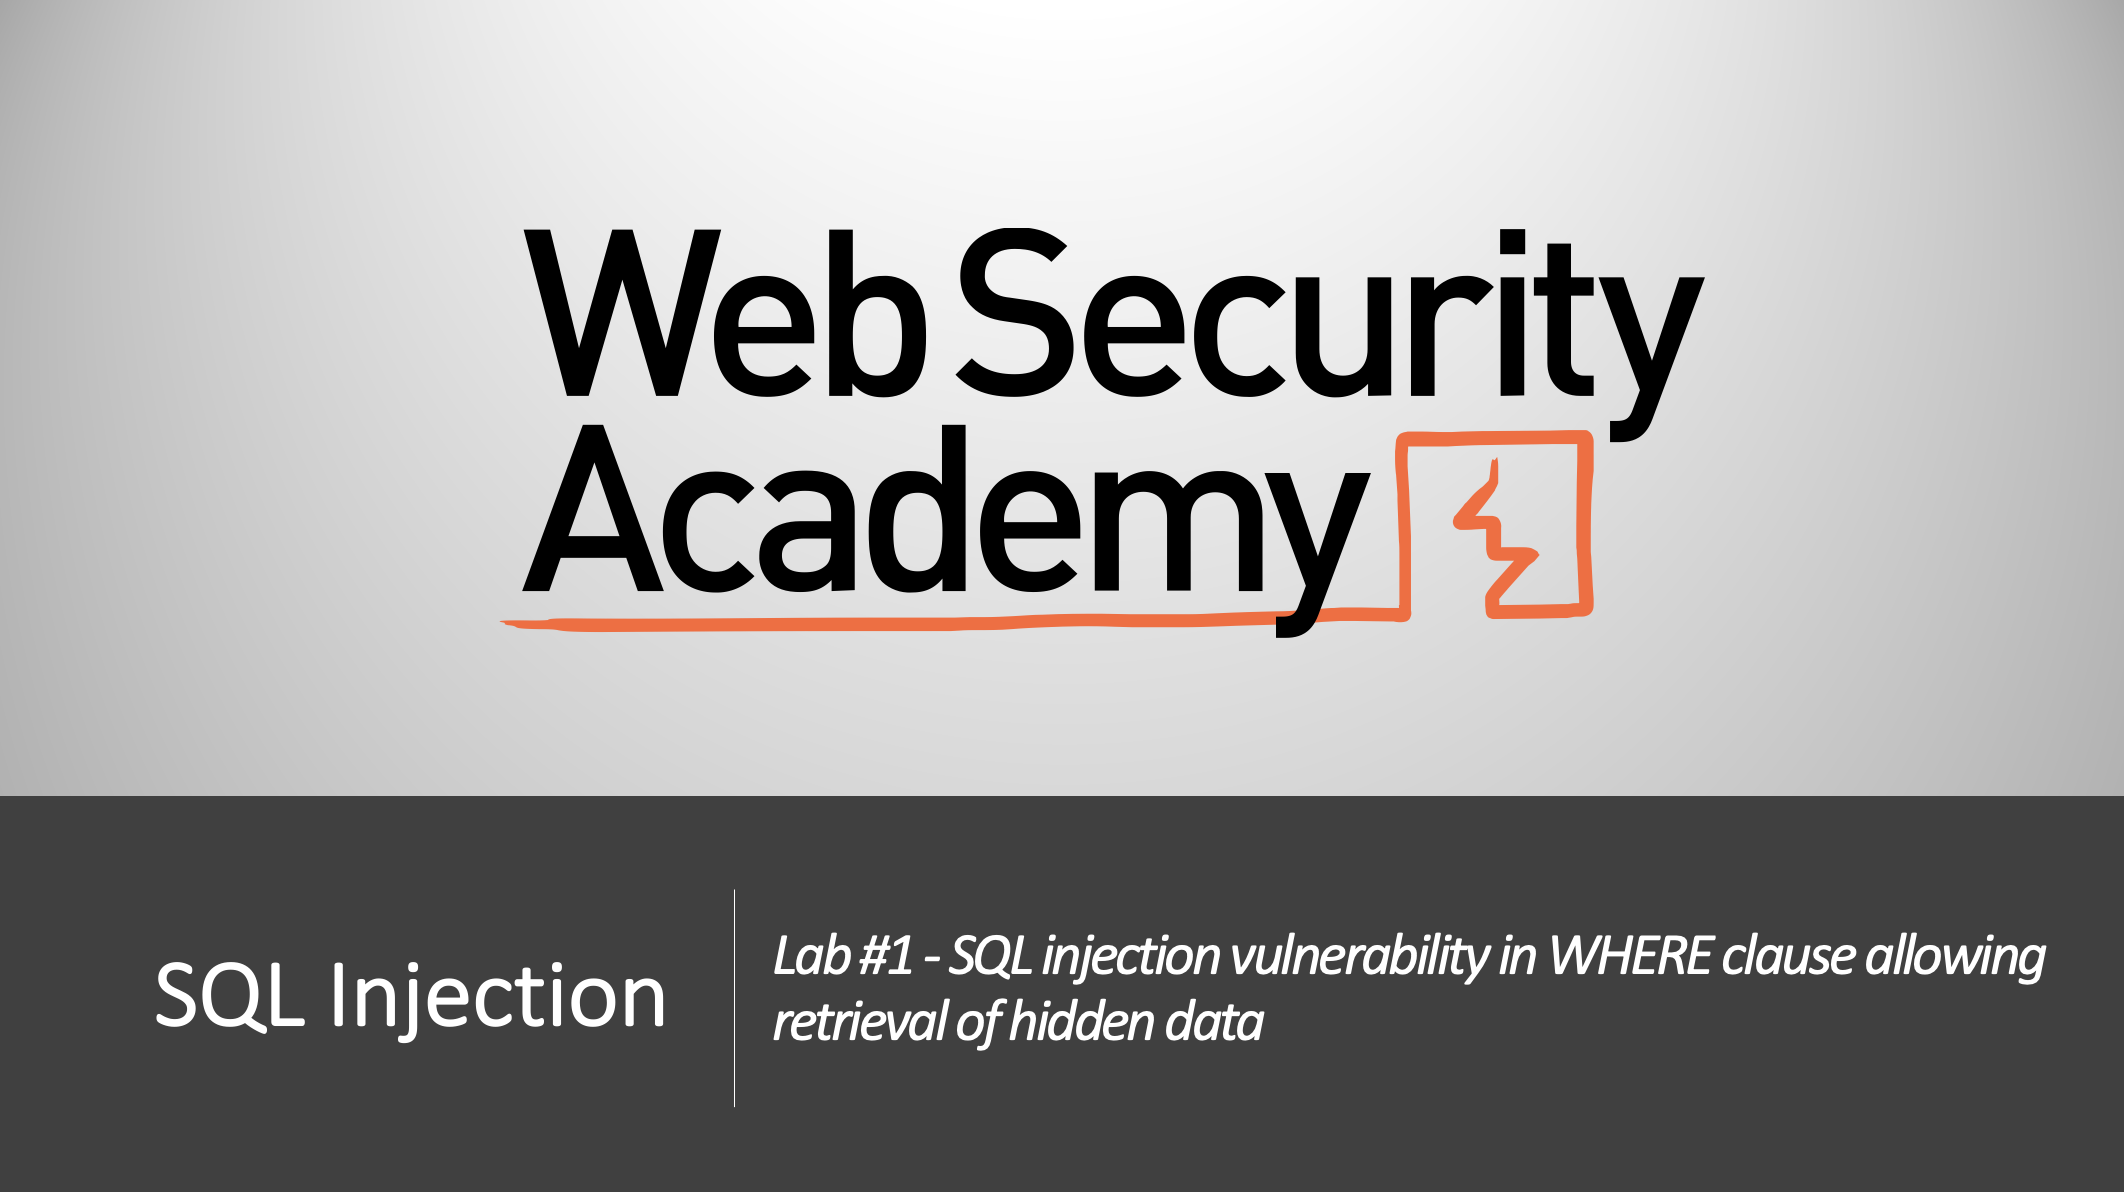 Web Security
Academy
SQL Injection
Lab #1 - SQL injection vulnerability in WHERE clause allowing
retrieval of hidden data